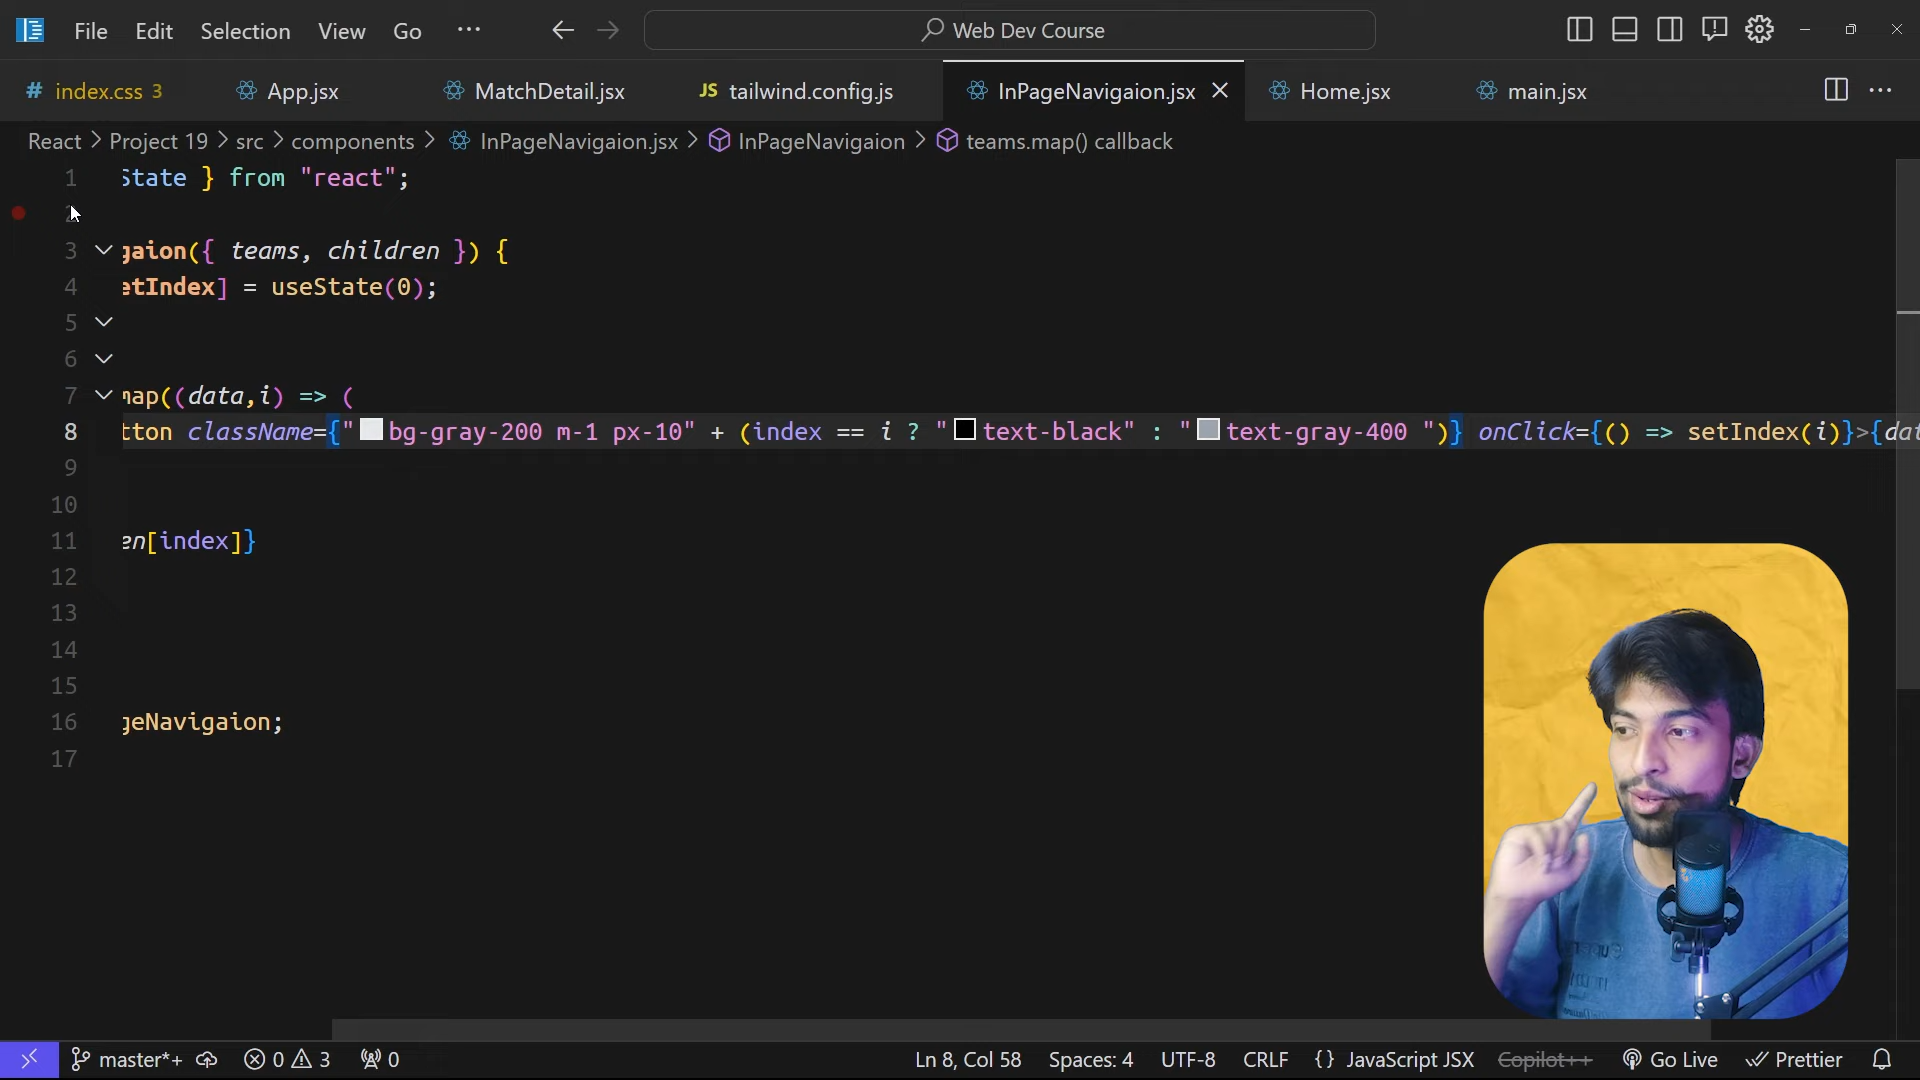 File Edit Selection View Go ··· Web Dev Course
# index.css 3 App.jsx MatchDetail.jsx JS tailwind.config.js InPageNavigaion.jsx Home.jsx main.jsx
React > Project 19 > src > components > InPageNavigaion.jsx > InPageNavigaion > teams.map() callback
1 State } from "react";
2
3 gaion({ teams, children }) {
4 etIndex] = useState(0);
5
6
7 map((data,i) => (
8 tton className={"bg-gray-200 m-1 px-10" + (index == i ? "text-black" : "text-gray-400 ")} onClick={() => setIndex(i)}>{dat
9
10
11 en[index]}
12
13
14
15
16 geNavigaion;
17
master*+ 0 3 0 Ln 8, Col 58 Spaces: 4 UTF-8 CRLF {} JavaScript JSX Copilot++ Go Live Prettier